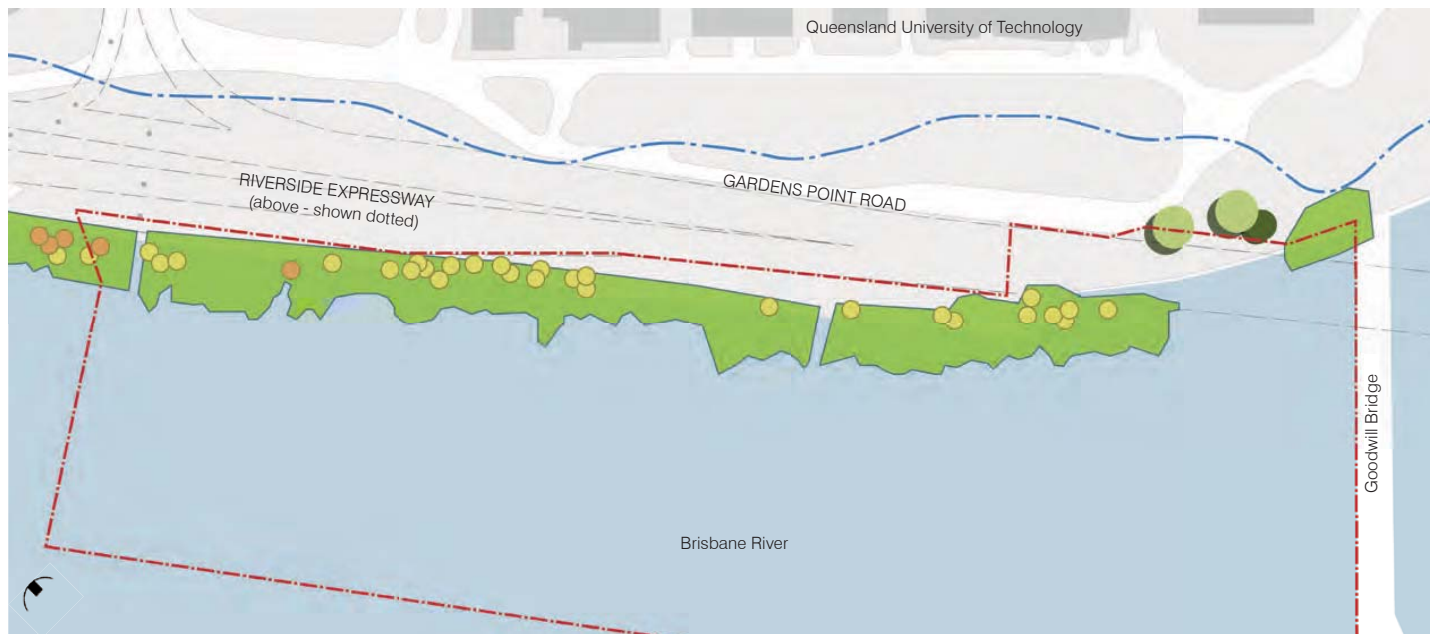 Queensland University of Technology
RIVERSIDE EXPRESSWAY
(above - shown dotted)
GARDENS POINT ROAD
Goodwill Bridge
Brisbane River